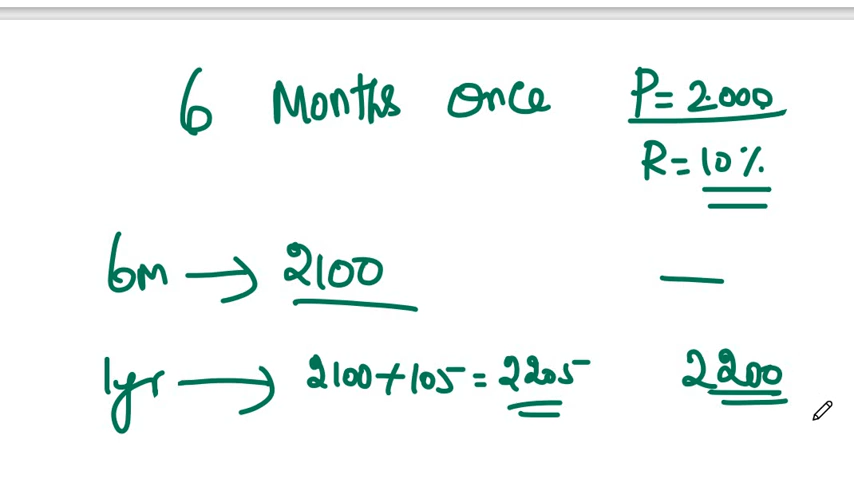 6 Months Once P = 2000
R = 10%
6m → 2100 —
1yr → 2100 + 105 = 2205 2200